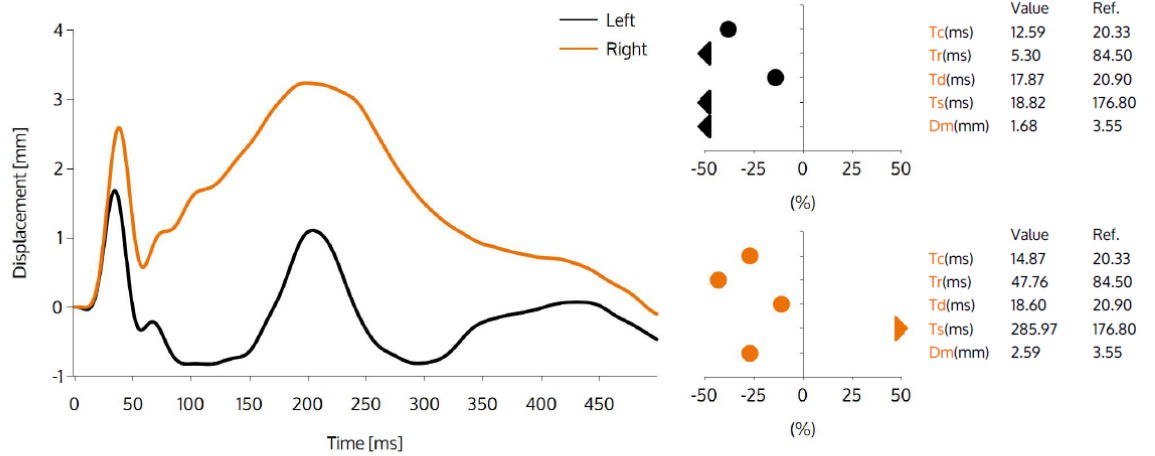 Left
Right
Displacement [mm]
4
3
2
1
0
-1
0 50 100 150 200 250 300 350 400 450
Time [ms]
-50 -25 0 25 50
(%)
Value Ref.
Tc(ms) 12.59 20.33
Tr(ms) 5.30 84.50
Td(ms) 17.87 20.90
Ts(ms) 18.82 176.80
Dm(mm) 1.68 3.55
-50 -25 0 25 50
(%)
Value Ref.
Tc(ms) 14.87 20.33
Tr(ms) 47.76 84.50
Td(ms) 18.60 20.90
Ts(ms) 285.97 176.80
Dm(mm) 2.59 3.55